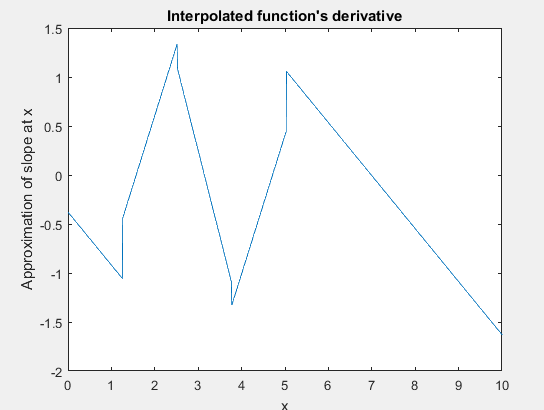 Interpolated function's derivative
1.5
1
0.5
0
-0.5
-1
-1.5
-2
Approximation of slope at x
0 1 2 3 4 5 6 7 8 9 10
x